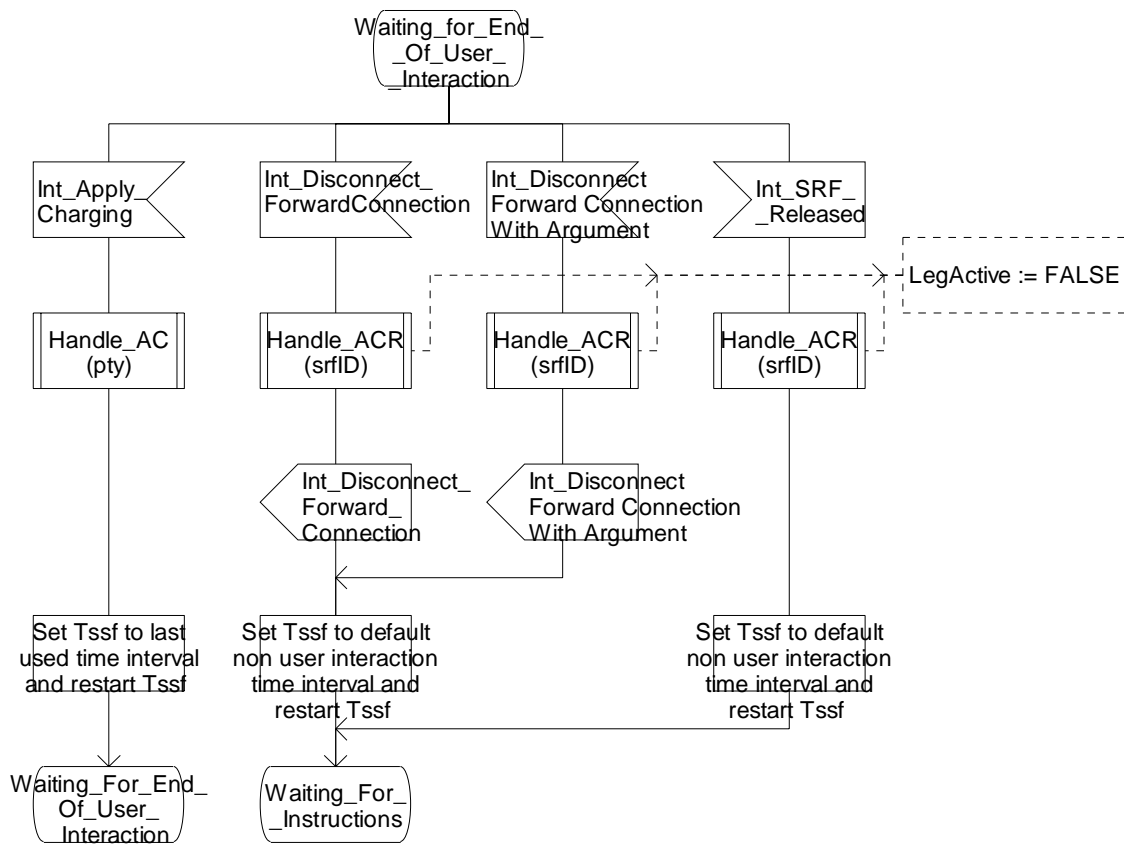 Waiting_for_End_
_Of_User_
_Interaction
Int_Apply_
Charging
Int_Disconnect_
ForwardConnection
Int_Disconnect
Forward Connection
With Argument
Int_SRF_
_Released
LegActive := FALSE
Handle_AC
(pty)
Handle_ACR
(srfID)
Handle_ACR
(srfID)
Handle_ACR
(srfID)
Int_Disconnect_
Forward_
Connection
Int_Disconnect
Forward Connection
With Argument
Set Tssf to last
used time interval
and restart Tssf
Set Tssf to default
non user interaction
time interval and
restart Tssf
Set Tssf to default
non user interaction
time interval and
restart Tssf
Waiting_For_End_
Of_User_
_Interaction
Waiting_For_
_Instructions